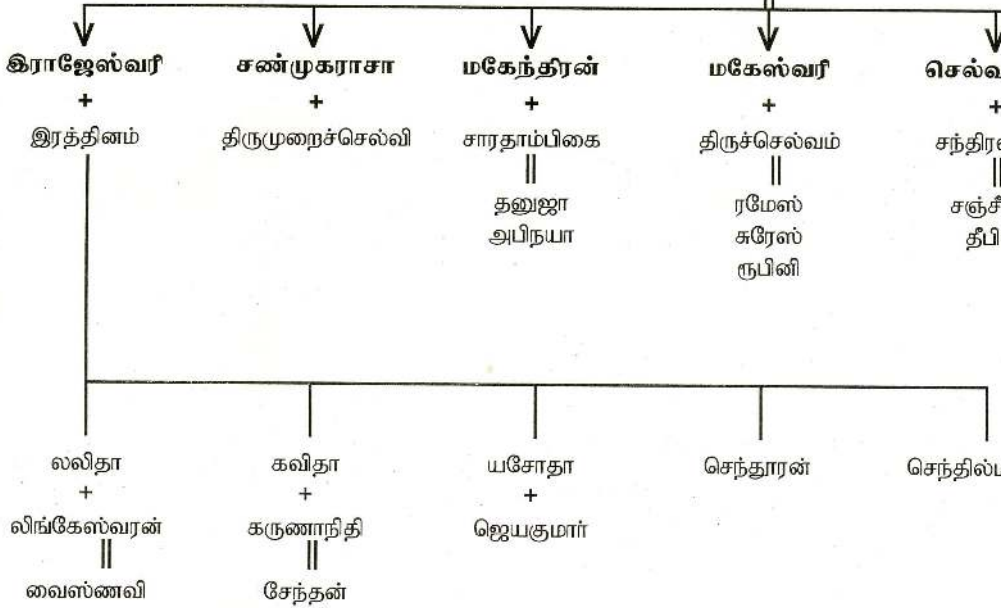 இராஜேஸ்வரி சண்முகராசா மகேந்திரன் மகேஸ்வரி
+ + + + +
இரத்தினம் திருமுறைச்செல்வி சாரதாம்பிகை திருச்செல்வம்
தனுஜா ரமேஸ்
அபிநயா சுரேஸ்
ரூபினி
லலிதா கவிதா யசோதா செந்தூரன்
+ + +
லிங்கேஸ்வரன் கருணாநிதி ஜெயகுமார்
வைஸ்ணவி சேந்தன்